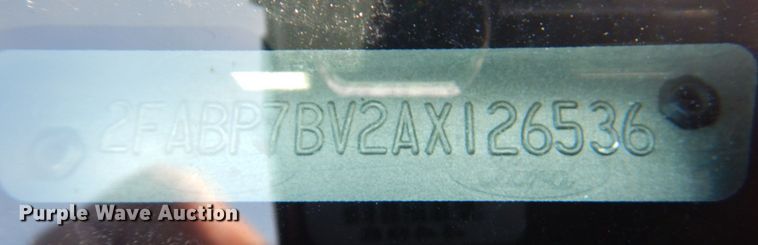 2FABP7BV2AX126536
Purple Wave Auction